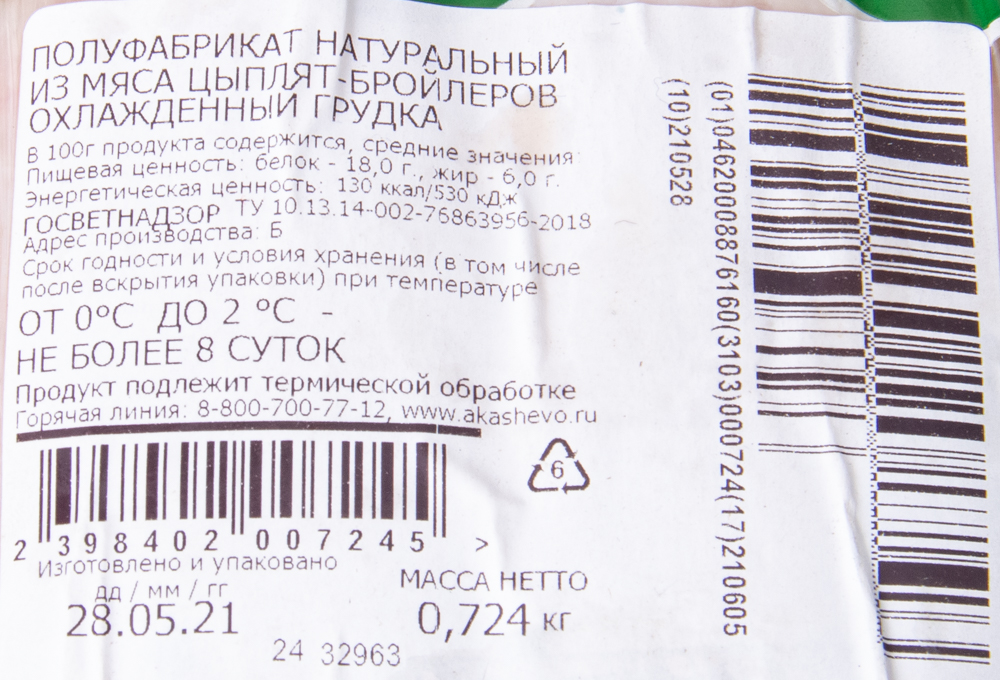 ПОЛУФАБРИКАТ НАТУРАЛЬНЫЙ
ИЗ МЯСА ЦЫПЛЯТ-БРОЙЛЕРОВ
ОХЛАЖДЕННЫЙ ГРУДКА
В 100г продукта содержится, средние значения:
Пищевая ценность: белок - 18,0 г., жир - 6,0 г.
Энергетическая ценность: 130 ккал/530 кДж
ГОСВЕТНАДЗОР ТУ 10.13.14-002-76863956-2018
Адрес производства: Б
Срок годности и условия хранения (в том числе
после вскрытия упаковки) при температуре
ОТ 0°С ДО 2 °С -
НЕ БОЛЕЕ 8 СУТОК
Продукт подлежит термической обработке
Горячая линия: 8-800-700-77-12, www.akashevo.ru
6
2 398402 007245 >
Изготовлено и упаковано
дд / мм / гг
28.05.21
МАССА НЕТТО
0,724 кг
24 32963
(01)04620008876160(3103)000724(17)210605
(10)210528